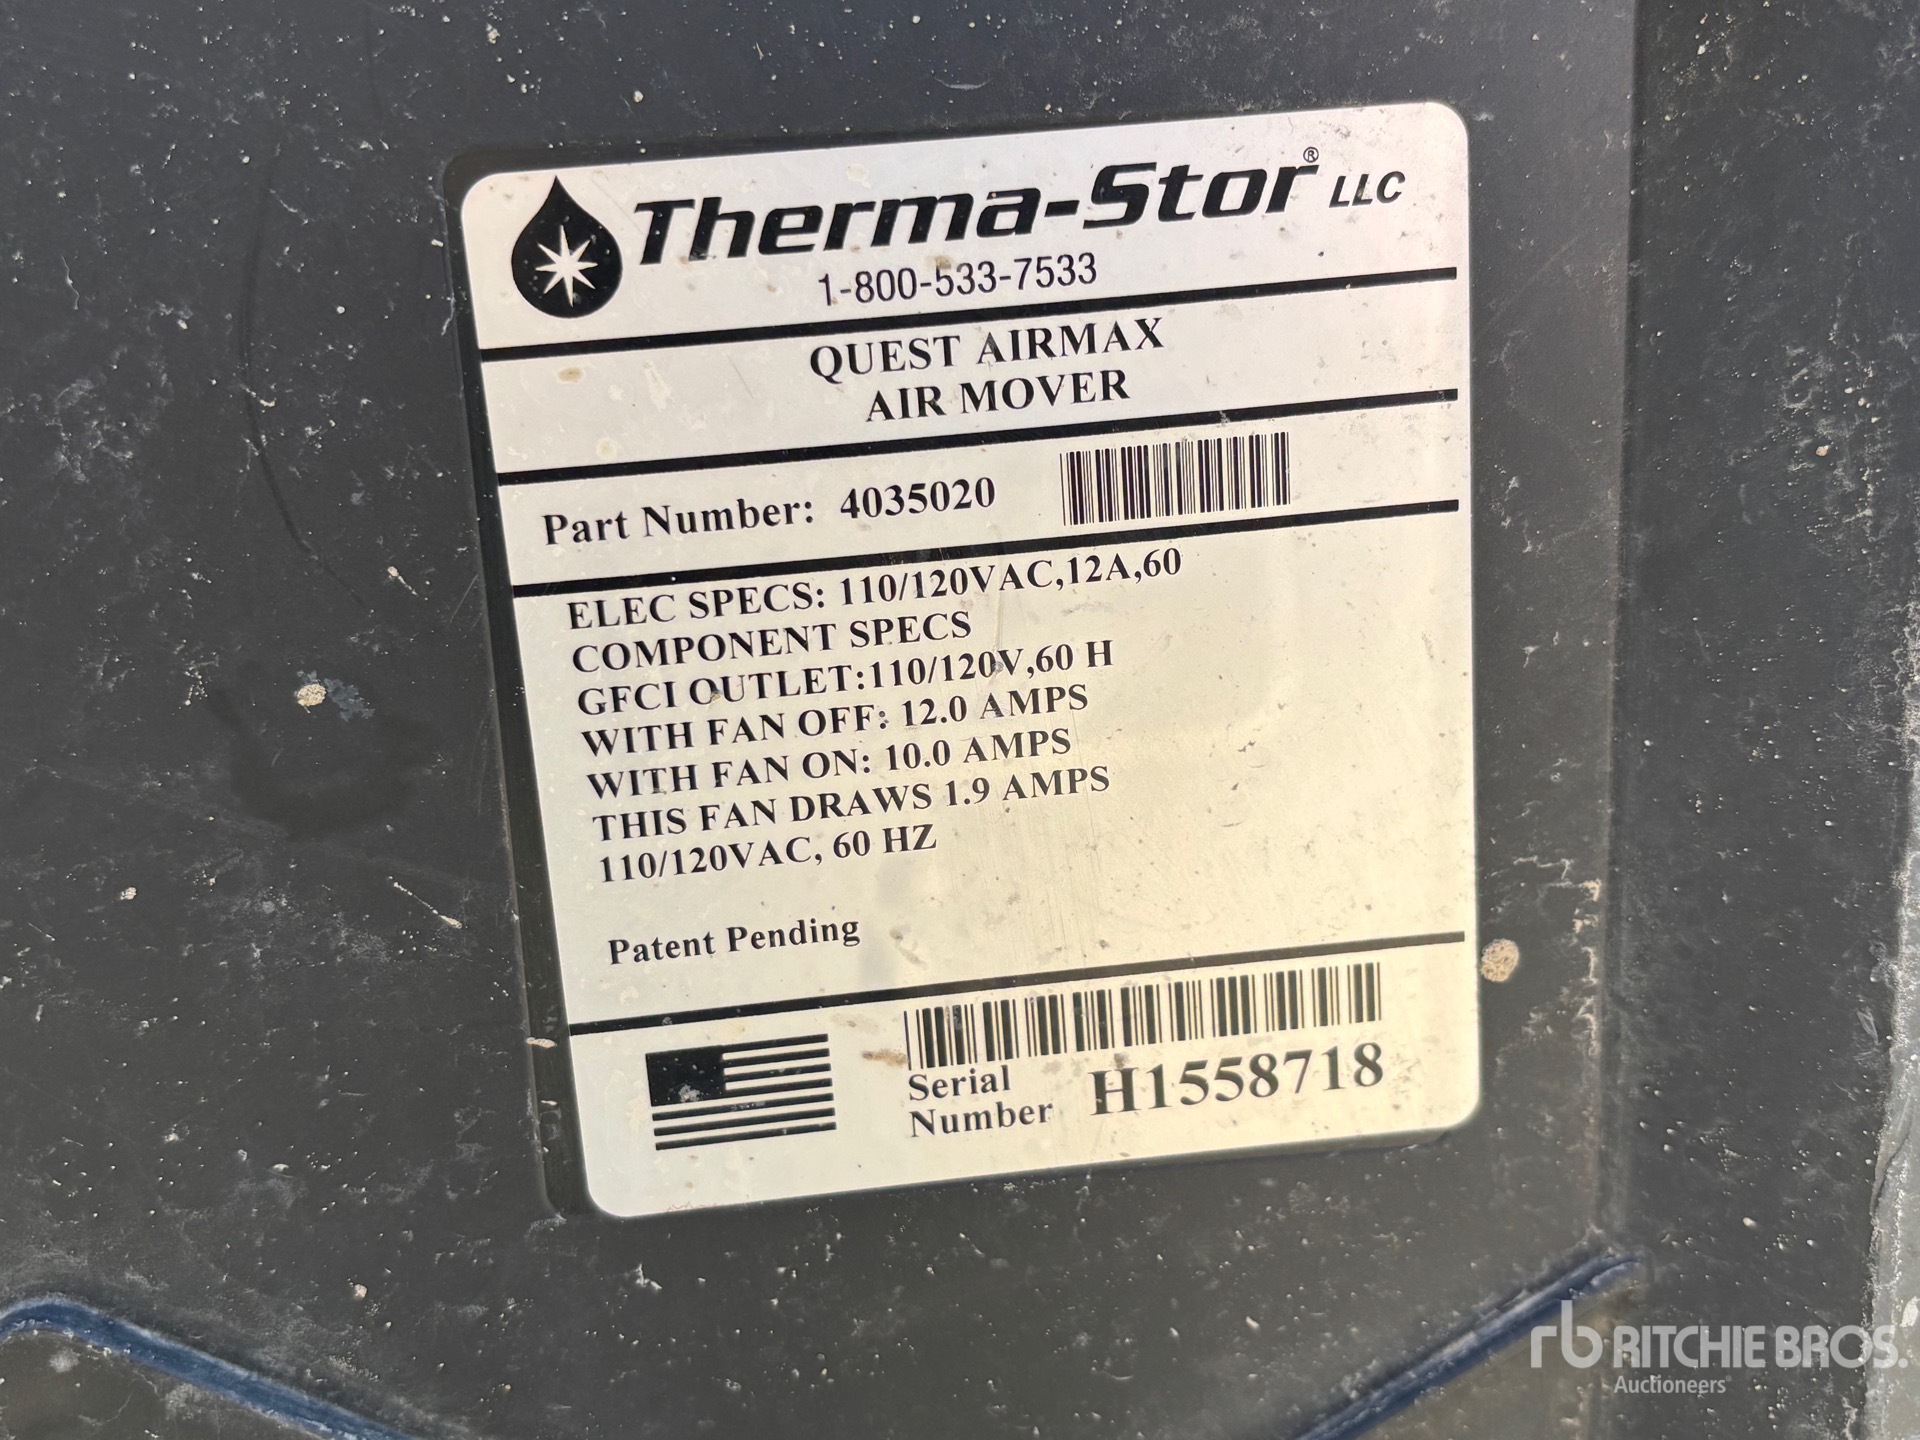 Therma-Stor® LLC
1-800-533-7533
QUEST AIRMAX
AIR MOVER
Part Number: 4035020
ELEC SPECS: 110/120VAC,12A,60
COMPONENT SPECS
GFCI OUTLET:110/120V,60 H
WITH FAN OFF: 12.0 AMPS
WITH FAN ON: 10.0 AMPS
THIS FAN DRAWS 1.9 AMPS
110/120VAC, 60 HZ
Patent Pending
Serial
Number H1558718
rb RITCHIE BROS.
Auctioneers